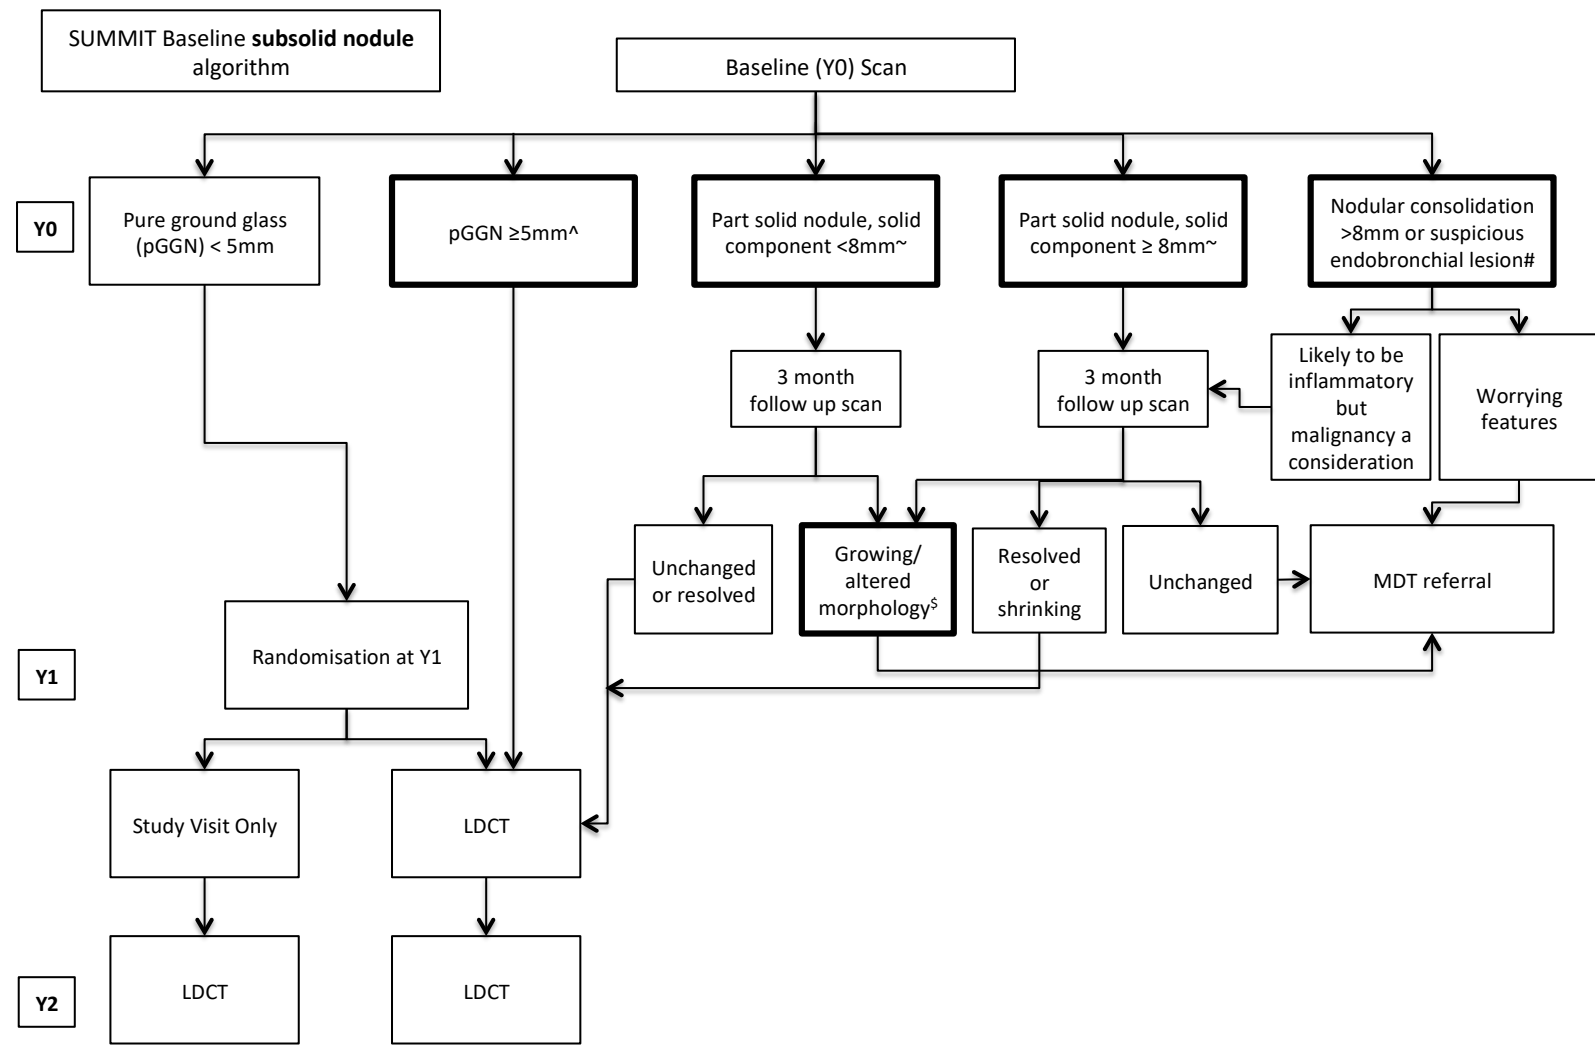 SUMMIT Baseline subsolid nodule
algorithm
Baseline (Y0) Scan
Y0
Pure ground glass
(pGGN) < 5mm
pGGN ≥5mm^
Part solid nodule, solid
component <8mm~
Part solid nodule, solid
component ≥ 8mm~
Nodular consolidation
>8mm or suspicious
endobronchial lesion#
3 month
follow up scan
3 month
follow up scan
Likely to be
inflammatory
but
malignancy a
consideration
Worrying
features
Unchanged
or resolved
Growing/
altered
morphology$
Resolved
or
shrinking
Unchanged
MDT referral
Y1
Randomisation at Y1
Study Visit Only
LDCT
Y2
LDCT
LDCT